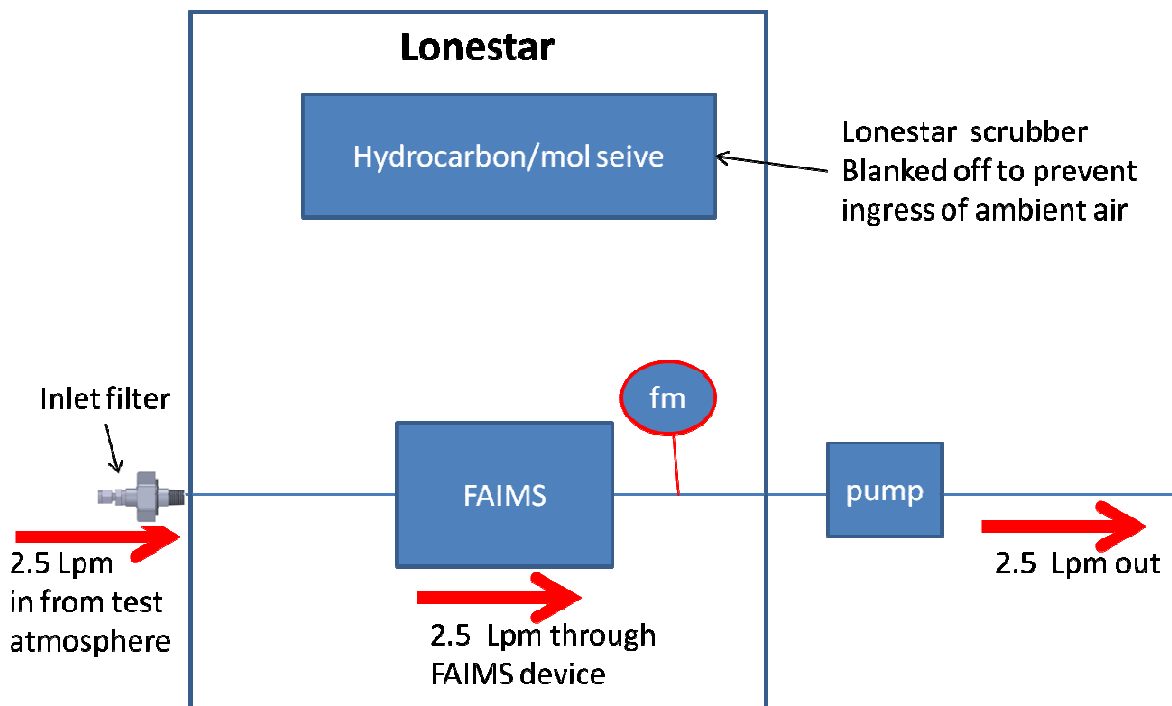 Lonestar
Hydrocarbon/mol seive
Lonestar scrubber
Blanked off to prevent
ingress of ambient air
Inlet filter
fm
FAIMS
pump
2.5 Lpm
in from test
atmosphere
2.5 Lpm through
FAIMS device
2.5 Lpm out